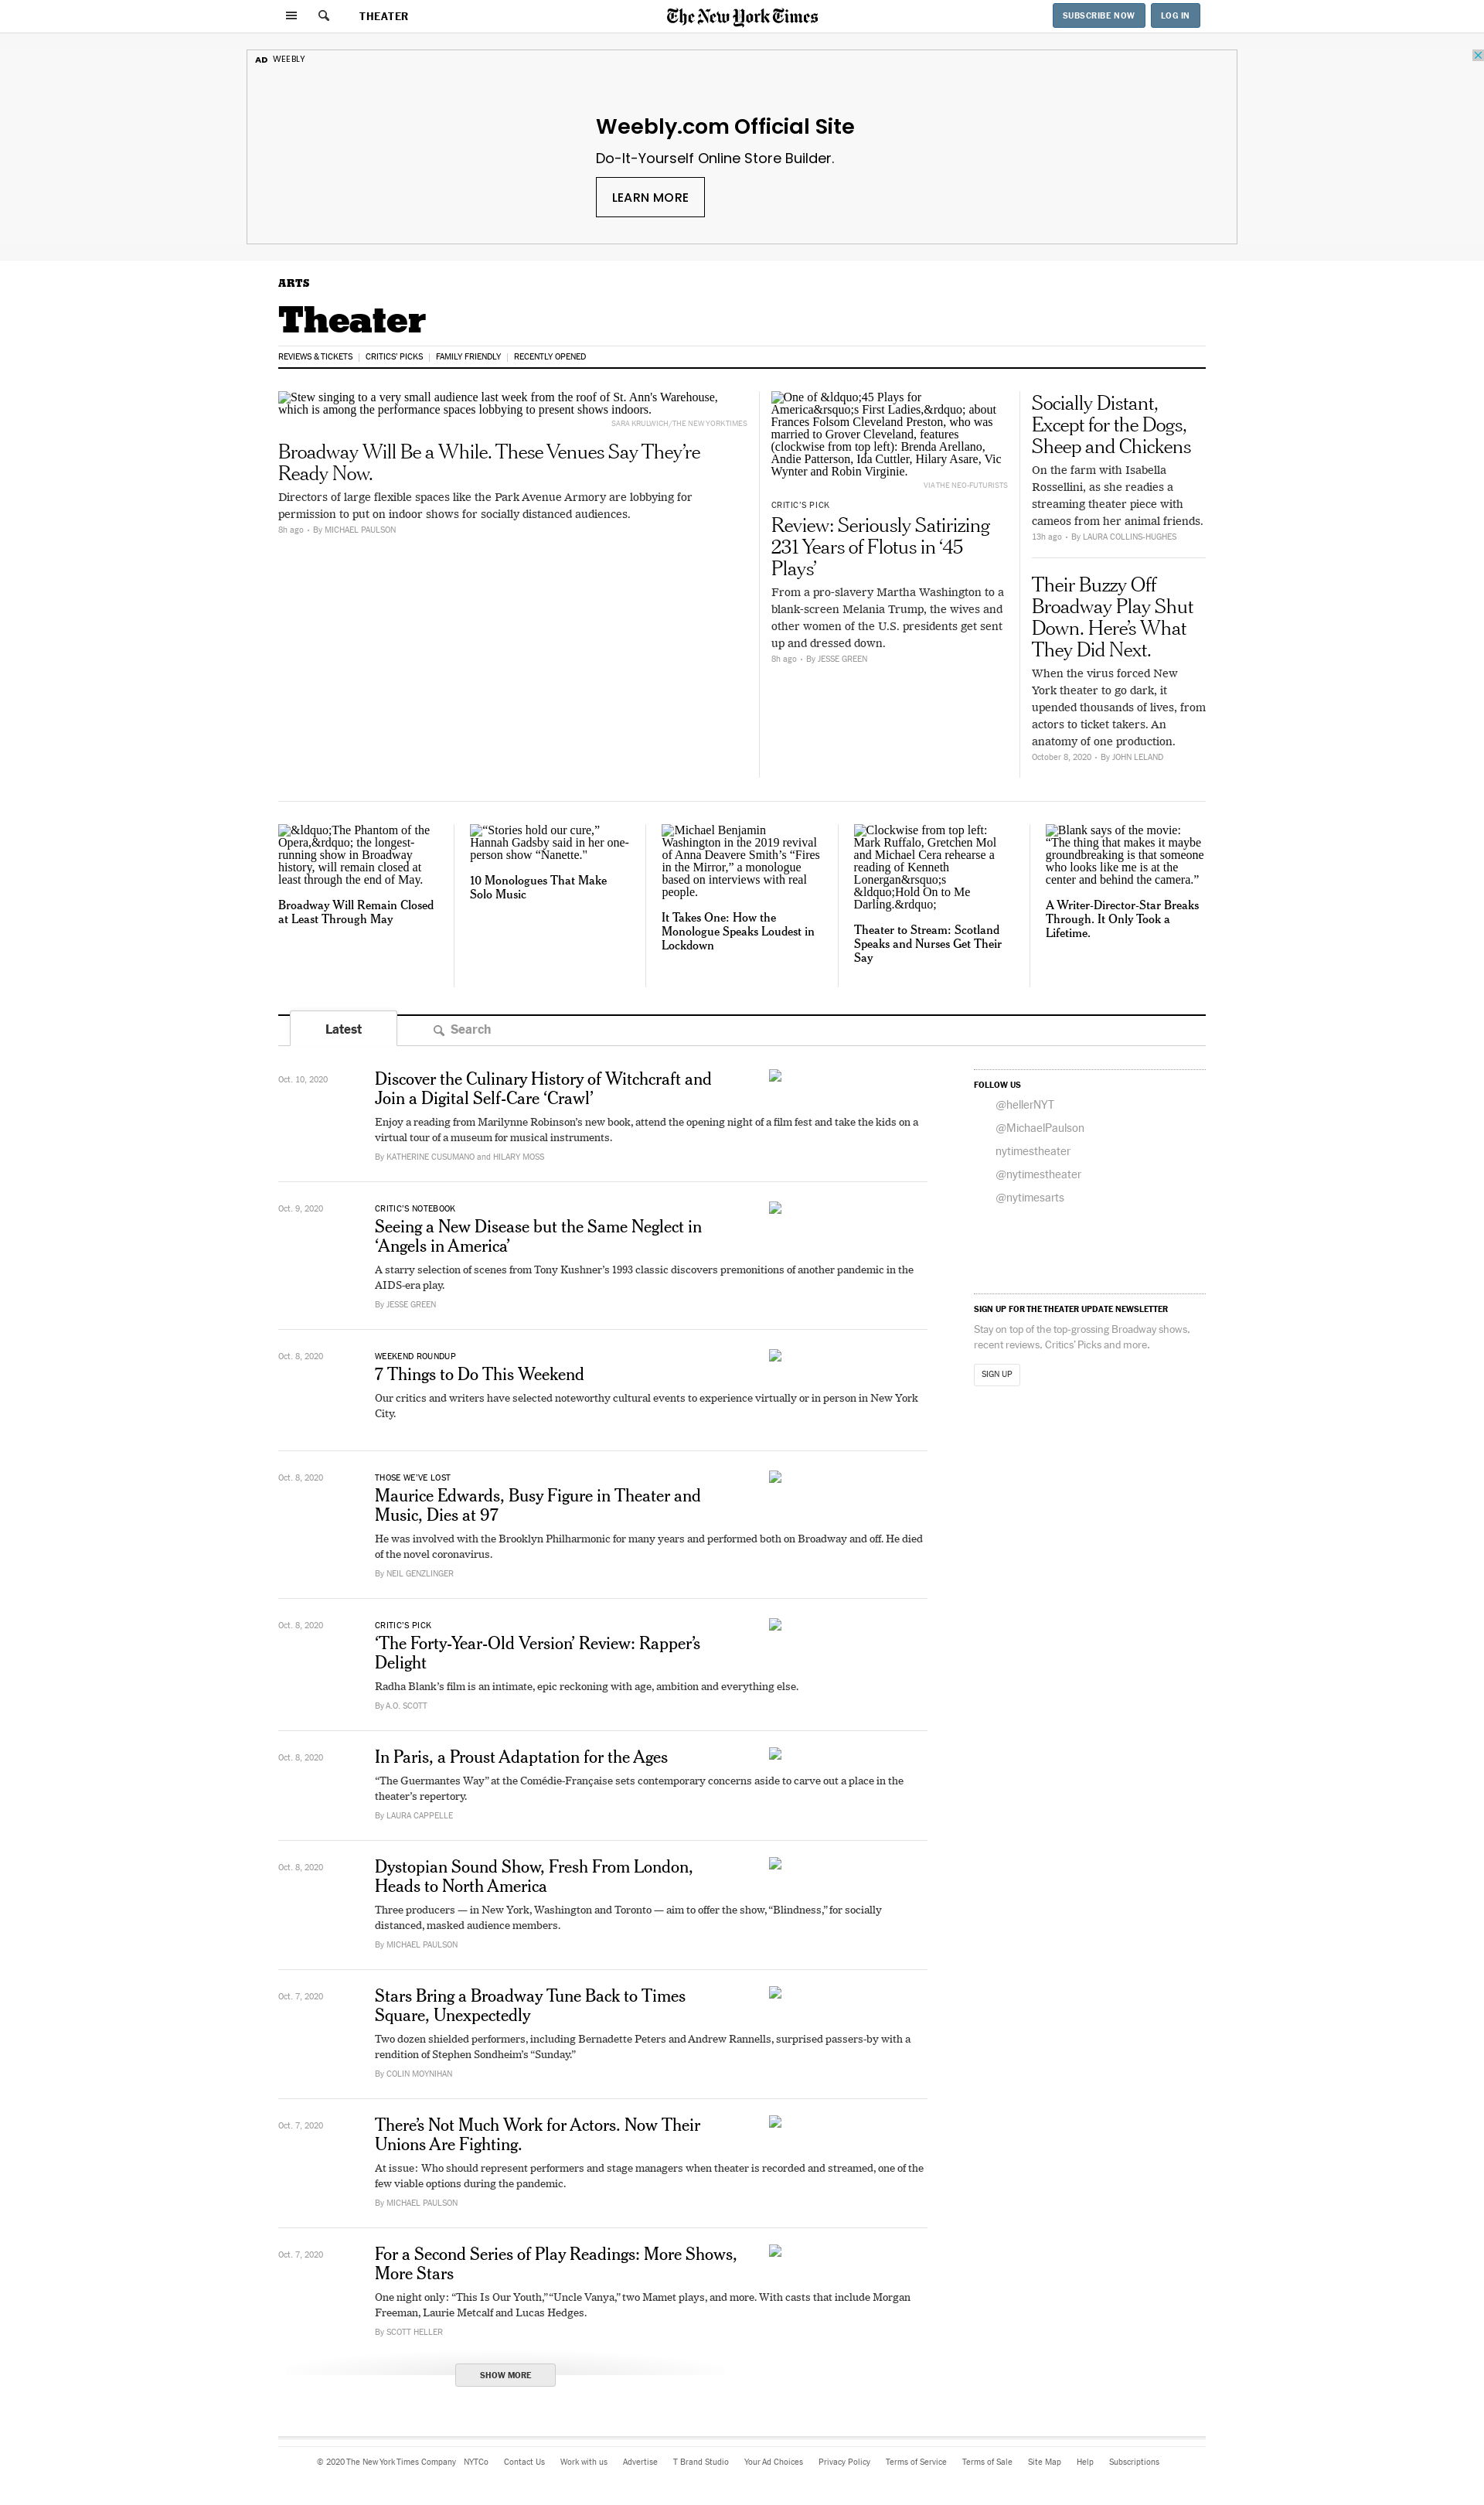 THEATER
The New York Times
SUBSCRIBE NOW
LOG IN
AD WEEBLY
Weebly.com Official Site
Do-It-Yourself Online Store Builder.
LEARN MORE
ARTS
Theater
REVIEWS & TICKETS | CRITICS' PICKS | FAMILY FRIENDLY | RECENTLY OPENED
Stew singing to a very small audience last week from the roof of St. Ann's Warehouse,
which is among the performance spaces lobbying to present shows indoors.
SARA KRULWICH/THE NEW YORK TIMES
Broadway Will Be a While. These Venues Say They’re
Ready Now.
Directors of large flexible spaces like the Park Avenue Armory are lobbying for
permission to put on indoor shows for socially distanced audiences.
8h ago • By MICHAEL PAULSON
One of &ldquo;45 Plays for
America&rsquo;s First Ladies,&rdquo; about
Frances Folsom Cleveland Preston, who was
married to Grover Cleveland, features
(clockwise from top left): Brenda Arellano,
Andie Patterson, Ida Cuttler, Hilary Asare, Vic
Wynter and Robin Virginie.
VIA THE NEO-FUTURISTS
CRITIC’S PICK
Review: Seriously Satirizing
231 Years of Flotus in ‘45
Plays’
From a pro-slavery Martha Washington to a
blank-screen Melania Trump, the wives and
other women of the U.S. presidents get sent
up and dressed down.
8h ago • By JESSE GREEN
Socially Distant,
Except for the Dogs,
Sheep and Chickens
On the farm with Isabella
Rossellini, as she readies a
streaming theater piece with
cameos from her animal friends.
13h ago • By LAURA COLLINS-HUGHES
Their Buzzy Off
Broadway Play Shut
Down. Here’s What
They Did Next.
When the virus forced New
York theater to go dark, it
upended thousands of lives, from
actors to ticket takers. An
anatomy of one production.
October 8, 2020 • By JOHN LELAND
&ldquo;The Phantom of the
Opera,&rdquo; the longest-
running show in Broadway
history, will remain closed at
least through the end of May.
Broadway Will Remain Closed
at Least Through May
“Stories hold our cure,”
Hannah Gadsby said in her one-
person show “Nanette."
10 Monologues That Make
Solo Music
Michael Benjamin
Washington in the 2019 revival
of Anna Deavere Smith’s “Fires
in the Mirror,” a monologue
based on interviews with real
people.
It Takes One: How the
Monologue Speaks Loudest in
Lockdown
Clockwise from top left:
Mark Ruffalo, Gretchen Mol
and Michael Cera rehearse a
reading of Kenneth
Lonergan&rsquo;s
&ldquo;Hold On to Me
Darling.&rdquo;
Theater to Stream: Scotland
Speaks and Nurses Get Their
Say
Blank says of the movie:
“The thing that makes it maybe
groundbreaking is that someone
who looks like me is at the
center and behind the camera.”
A Writer-Director-Star Breaks
Through. It Only Took a
Lifetime.
Latest
Search
Oct. 10, 2020
Discover the Culinary History of Witchcraft and
Join a Digital Self-Care ‘Crawl’
Enjoy a reading from Marilynne Robinson’s new book, attend the opening night of a film fest and take the kids on a
virtual tour of a museum for musical instruments.
By KATHERINE CUSUMANO and HILARY MOSS
Oct. 9, 2020
CRITIC’S NOTEBOOK
Seeing a New Disease but the Same Neglect in
‘Angels in America’
A starry selection of scenes from Tony Kushner’s 1993 classic discovers premonitions of another pandemic in the
AIDS-era play.
By JESSE GREEN
Oct. 8, 2020
WEEKEND ROUNDUP
7 Things to Do This Weekend
Our critics and writers have selected noteworthy cultural events to experience virtually or in person in New York
City.
Oct. 8, 2020
THOSE WE’VE LOST
Maurice Edwards, Busy Figure in Theater and
Music, Dies at 97
He was involved with the Brooklyn Philharmonic for many years and performed both on Broadway and off. He died
of the novel coronavirus.
By NEIL GENZLINGER
Oct. 8, 2020
CRITIC’S PICK
‘The Forty-Year-Old Version’ Review: Rapper’s
Delight
Radha Blank’s film is an intimate, epic reckoning with age, ambition and everything else.
By A.O. SCOTT
Oct. 8, 2020
In Paris, a Proust Adaptation for the Ages
“The Guermantes Way” at the Comédie-Française sets contemporary concerns aside to carve out a place in the
theater’s repertory.
By LAURA CAPPELLE
Oct. 8, 2020
Dystopian Sound Show, Fresh From London,
Heads to North America
Three producers — in New York, Washington and Toronto — aim to offer the show, “Blindness,” for socially
distanced, masked audience members.
By MICHAEL PAULSON
Oct. 7, 2020
Stars Bring a Broadway Tune Back to Times
Square, Unexpectedly
Two dozen shielded performers, including Bernadette Peters and Andrew Rannells, surprised passers-by with a
rendition of Stephen Sondheim’s “Sunday.”
By COLIN MOYNIHAN
Oct. 7, 2020
There’s Not Much Work for Actors. Now Their
Unions Are Fighting.
At issue: Who should represent performers and stage managers when theater is recorded and streamed, one of the
few viable options during the pandemic.
By MICHAEL PAULSON
Oct. 7, 2020
For a Second Series of Play Readings: More Shows,
More Stars
One night only: “This Is Our Youth,” “Uncle Vanya,” two Mamet plays, and more. With casts that include Morgan
Freeman, Laurie Metcalf and Lucas Hedges.
By SCOTT HELLER
SHOW MORE
FOLLOW US
@hellerNYT
@MichaelPaulson
nytimestheater
@nytimestheater
@nytimesarts
SIGN UP FOR THE THEATER UPDATE NEWSLETTER
Stay on top of the top-grossing Broadway shows,
recent reviews, Critics’ Picks and more.
SIGN UP
© 2020 The New York Times Company NYTCo Contact Us Work with us Advertise T Brand Studio Your Ad Choices Privacy Policy Terms of Service Terms of Sale Site Map Help Subscriptions